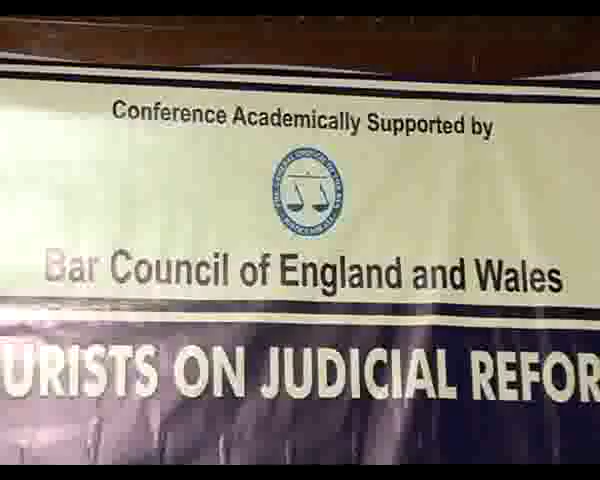 Conference Academically Supported by
Bar Council of England and Wales
URISTS ON JUDICIAL REFOR